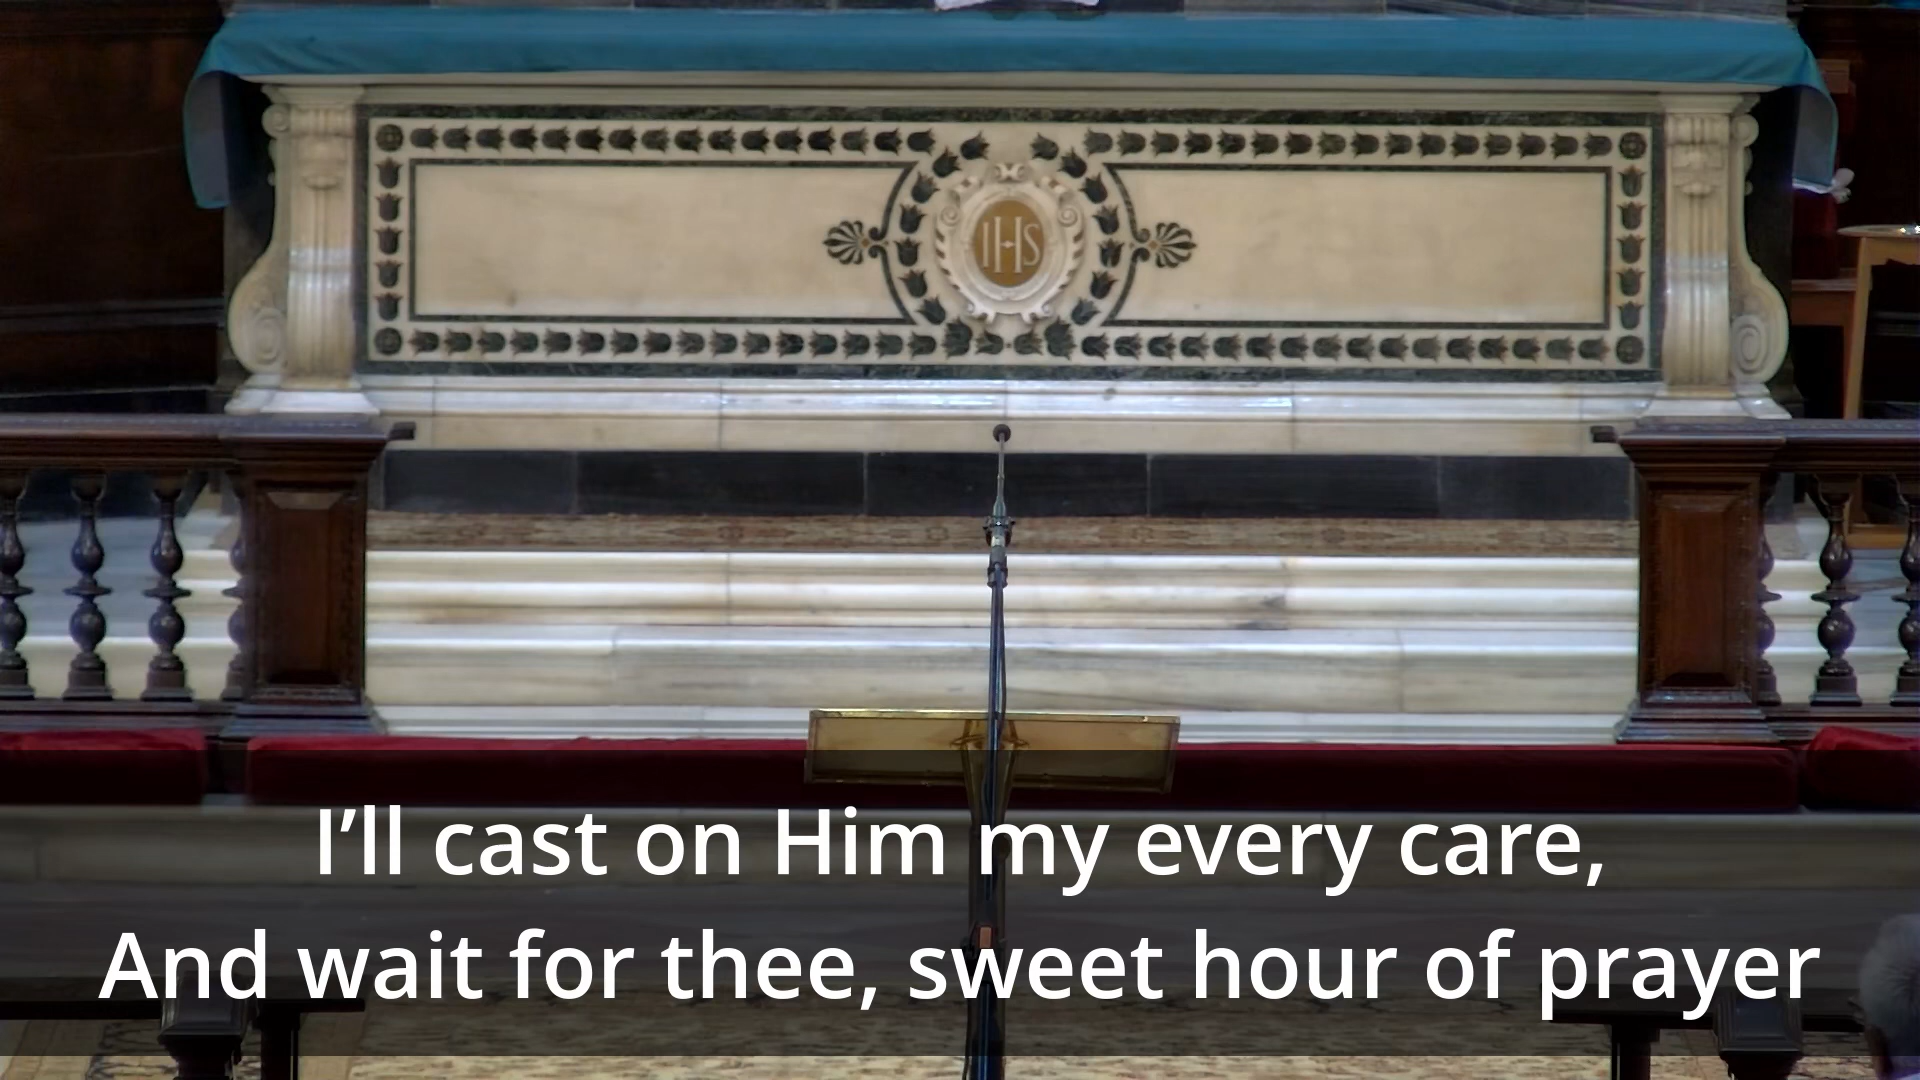 IHS
I’ll cast on Him my every care,
And wait for thee, sweet hour of prayer